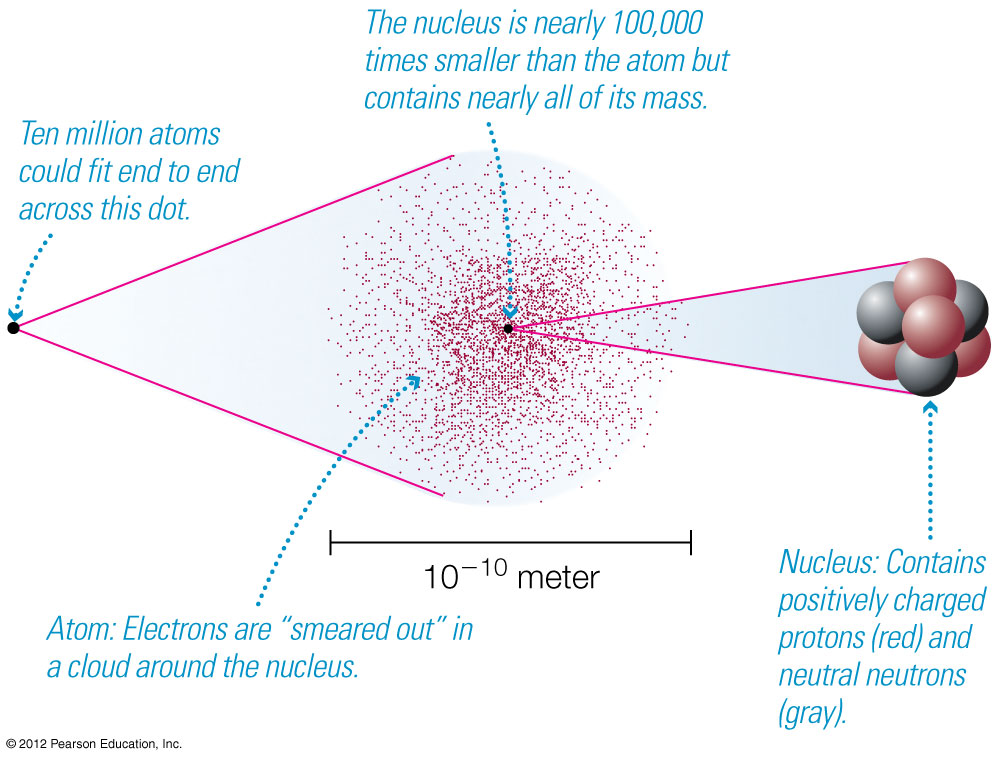 The nucleus is nearly 100,000
times smaller than the atom but
contains nearly all of its mass.
Ten million atoms
could fit end to end
across this dot.
10⁻¹⁰ meter
Atom: Electrons are “smeared out” in
a cloud around the nucleus.
Nucleus: Contains
positively charged
protons (red) and
neutral neutrons
(gray).
© 2012 Pearson Education, Inc.